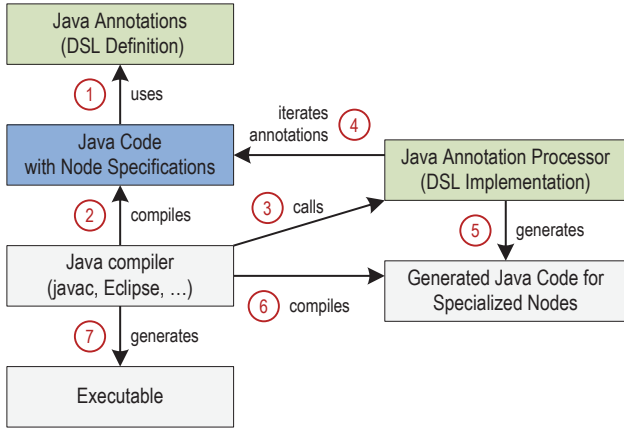 Java Annotations
(DSL Definition)
1
uses
iterates
annotations
4
Java Code
with Node Specifications
Java Annotation Processor
(DSL Implementation)
2
compiles
3
calls
5
generates
Java compiler
(javac, Eclipse, …)
Generated Java Code for
Specialized Nodes
6
compiles
7
generates
Executable